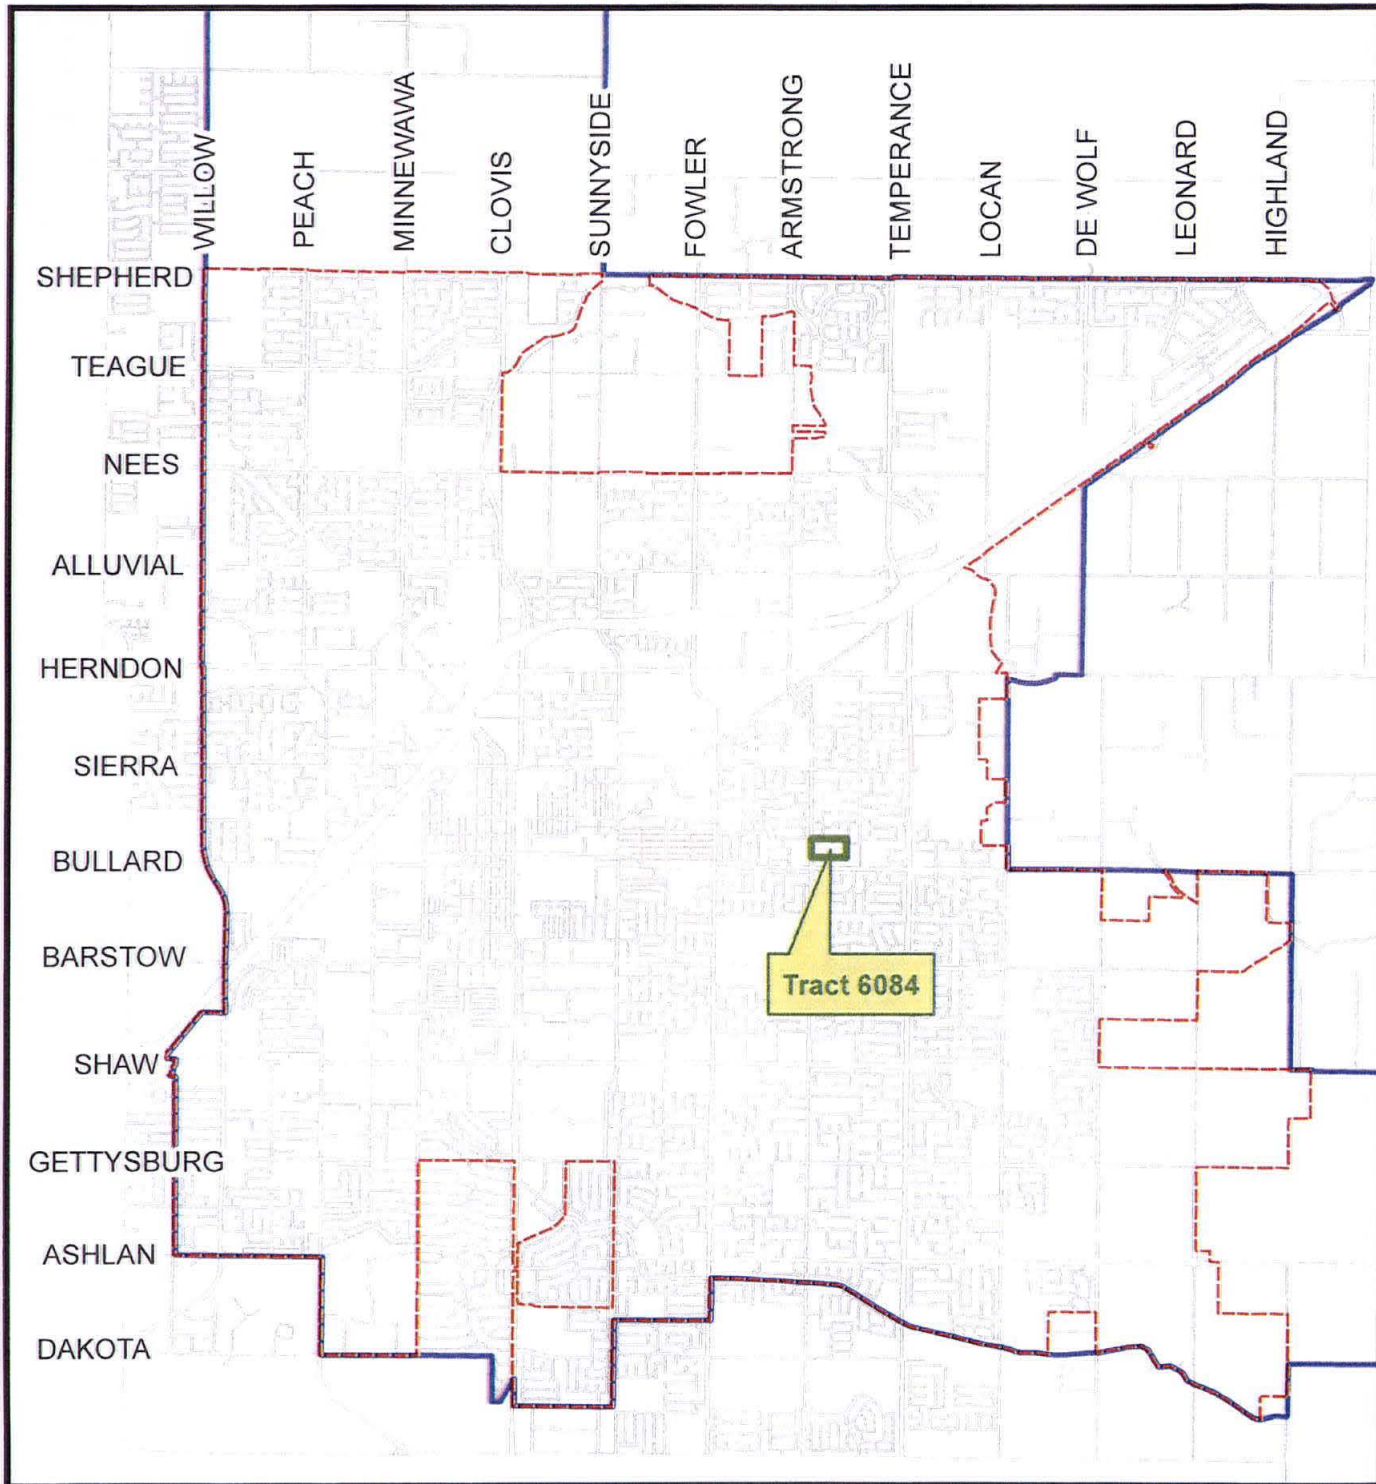 WILLOW
PEACH
MINNEWAWA
CLOVIS
SUNNYSIDE
FOWLER
ARMSTRONG
TEMPERANCE
LOCAN
DE WOLF
LEONARD
HIGHLAND
SHEPHERD
TEAGUE
NEES
ALLUVIAL
HERNDON
SIERRA
BULLARD
BARSTOW
Tract 6084
SHAW
GETTYSBURG
ASHLAN
DAKOTA